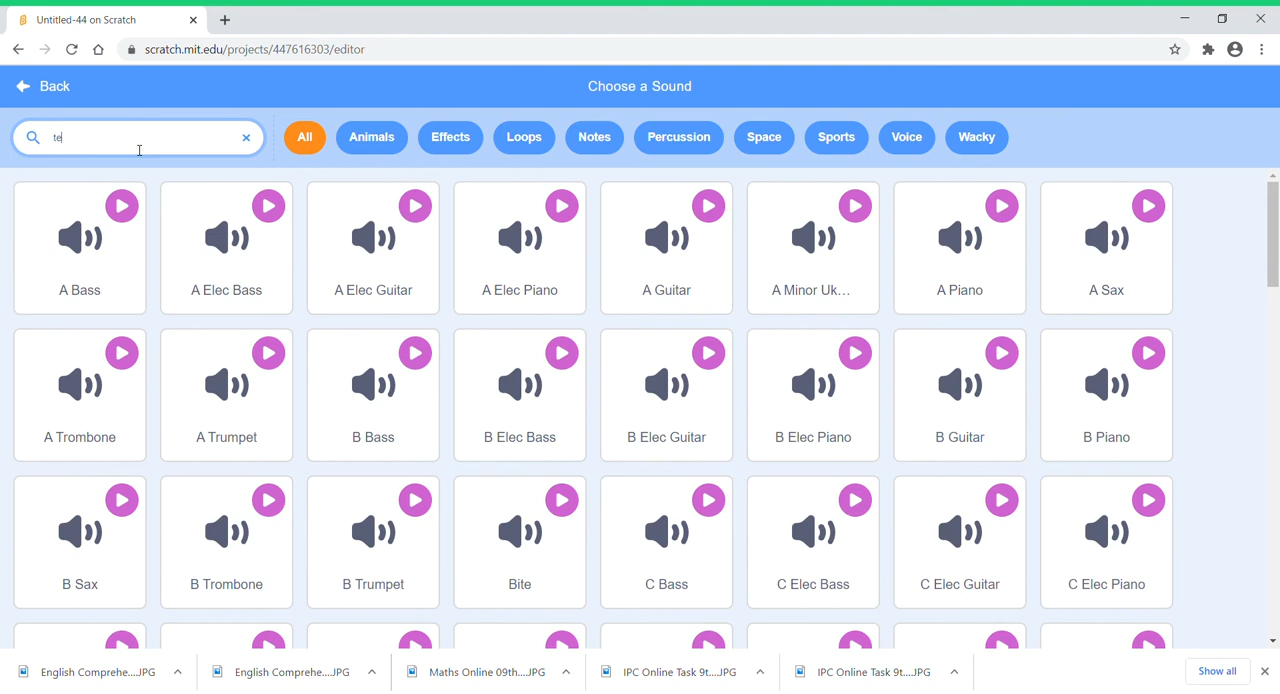 Untitled-44 on Scratch
scratch.mit.edu/projects/447616303/editor
Back
Choose a Sound
te
All
Animals
Effects
Loops
Notes
Percussion
Space
Sports
Voice
Wacky
A Bass
A Elec Bass
A Elec Guitar
A Elec Piano
A Guitar
A Minor Uk...
A Piano
A Sax
A Trombone
A Trumpet
B Bass
B Elec Bass
B Elec Guitar
B Elec Piano
B Guitar
B Piano
B Sax
B Trombone
B Trumpet
Bite
C Bass
C Elec Bass
C Elec Guitar
C Elec Piano
English Comprehe....JPG
English Comprehe....JPG
Maths Online 09th....JPG
IPC Online Task 9t....JPG
IPC Online Task 9t....JPG
Show all